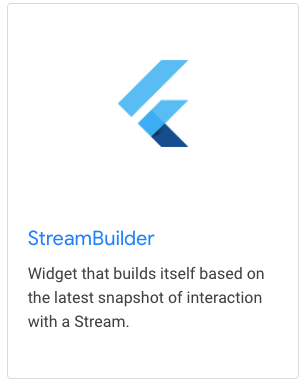 StreamBuilder
Widget that builds itself based on
the latest snapshot of interaction
with a Stream.